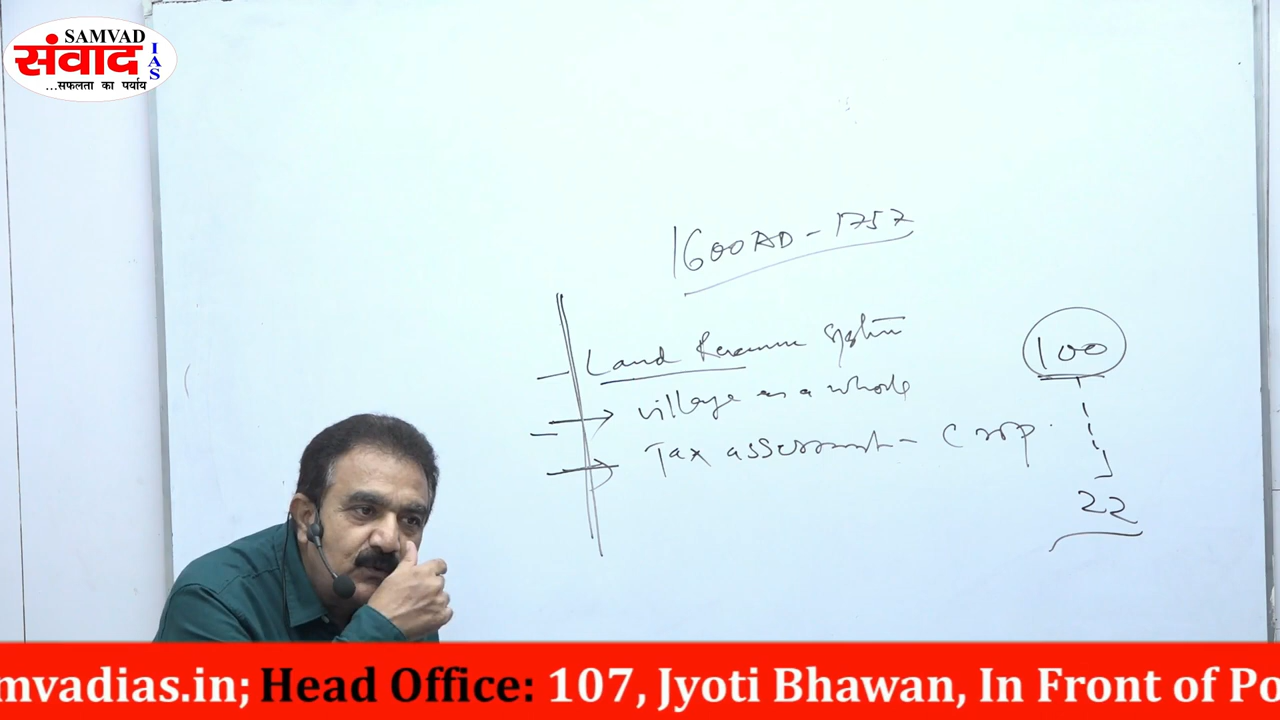 SAMVAD
संवाद
IAS
...सफलता का पर्याय
1600AD - 1757
Land Revenue System
village as a whole
Tax assessment - Crop.
100
22
mvadias.in; Head Office: 107, Jyoti Bhawan, In Front of Po